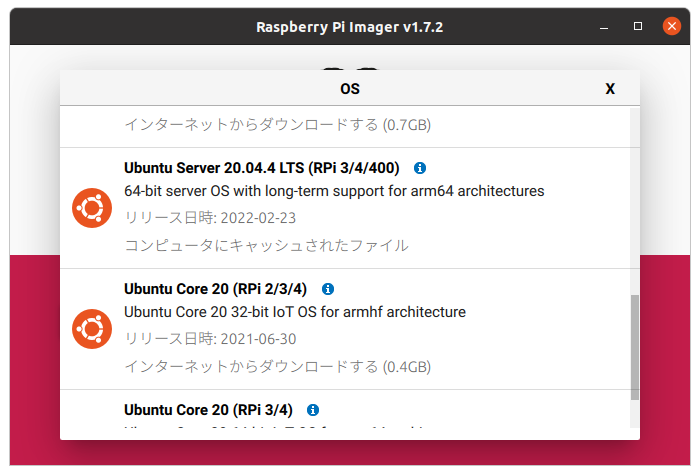 Raspberry Pi Imager v1.7.2
OS
X
インターネットからダウンロードする (0.7GB)
Ubuntu Server 20.04.4 LTS (RPi 3/4/400)
64-bit server OS with long-term support for arm64 architectures
リリース日時: 2022-02-23
コンピュータにキャッシュされたファイル
Ubuntu Core 20 (RPi 2/3/4)
Ubuntu Core 20 32-bit IoT OS for armhf architecture
リリース日時: 2021-06-30
インターネットからダウンロードする (0.4GB)
Ubuntu Core 20 (RPi 3/4)